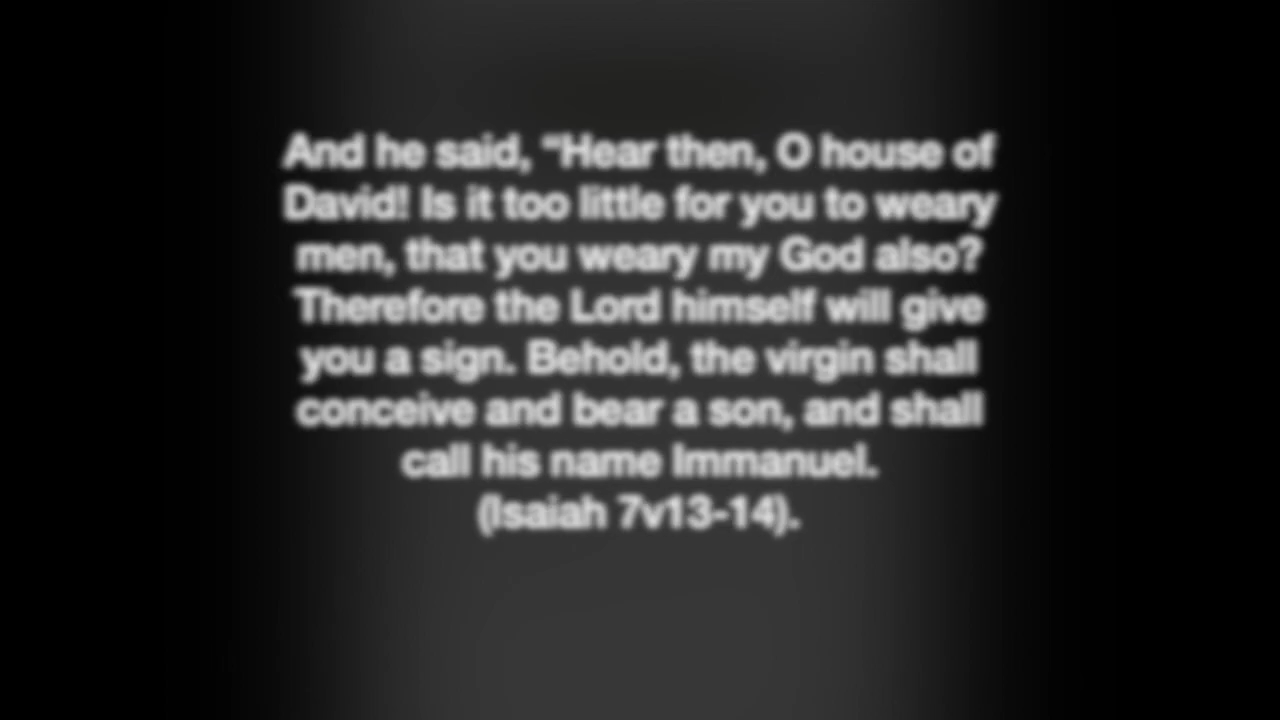 And he said, “Hear then, O house of
David! Is it too little for you to weary
men, that you weary my God also?
Therefore the Lord himself will give
you a sign. Behold, the virgin shall
conceive and bear a son, and shall
call his name Immanuel.
(Isaiah 7v13-14).